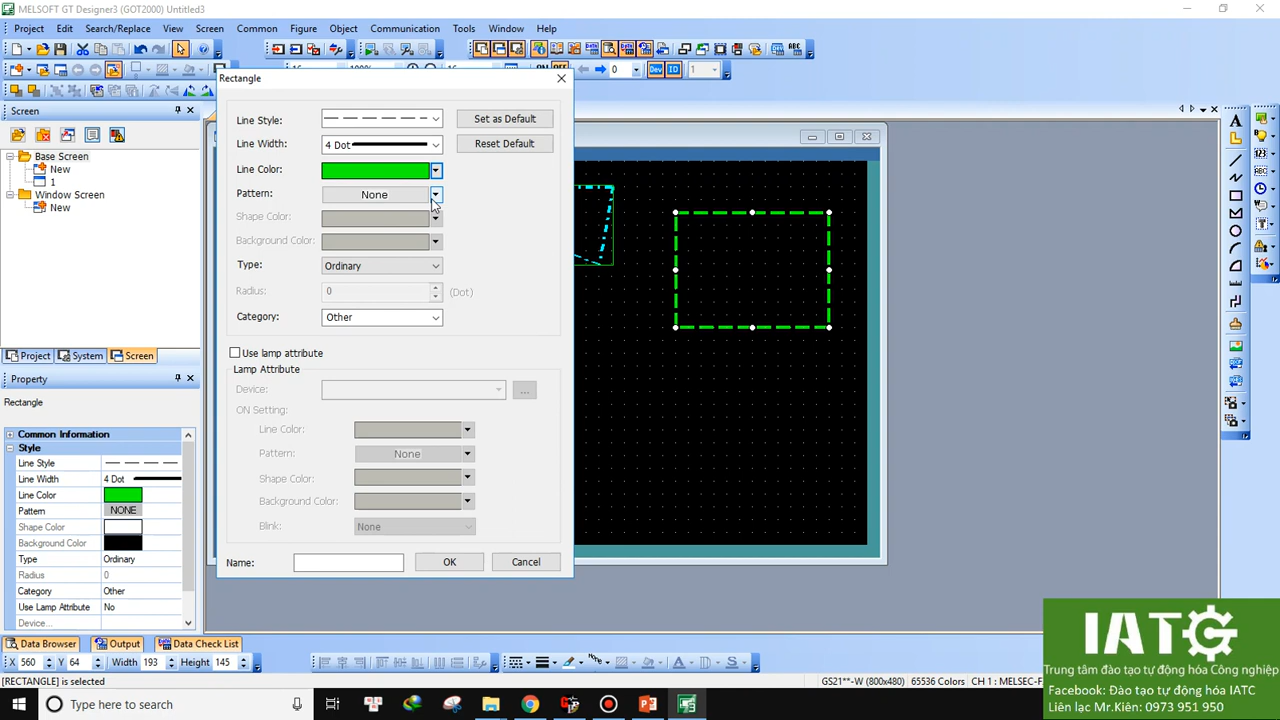 MELSOFT GT Designer3 (GOT2000) Untitled3
Project Edit Search/Replace View Screen Common Figure Object Communication Tools Window Help
Rectangle
Screen
Base Screen
New
1
Window Screen
New
Line Style:
Set as Default
Line Width:
4 Dot
Reset Default
Line Color:
Pattern:
None
Shape Color:
Background Color:
Type:
Ordinary
Radius:
0
(Dot)
Category:
Other
Use lamp attribute
Lamp Attribute
Device:
...
ON Setting:
Line Color:
Pattern:
None
Shape Color:
Background Color:
Blink:
None
Name:
OK
Cancel
Project System Screen
Property
Rectangle
Common Information
Style
Line Style
Line Width 4 Dot
Line Color
Pattern NONE
Shape Color
Background Color
Type Ordinary
Radius 0
Category Other
Use Lamp Attribute No
Device...
Data Browser Output Data Check List
X 560 Y 64 Width 193 Height 145
[RECTANGLE] is selected
GS21**-W (800x480) 65536 Colors CH 1 : MELSEC-F
Type here to search
IATC
Trung tâm đào tạo tự động hóa Công nghiệp
Facebook: Đào tạo tự động hóa IATC
Liên lạc Mr.Kiên: 0973 951 950